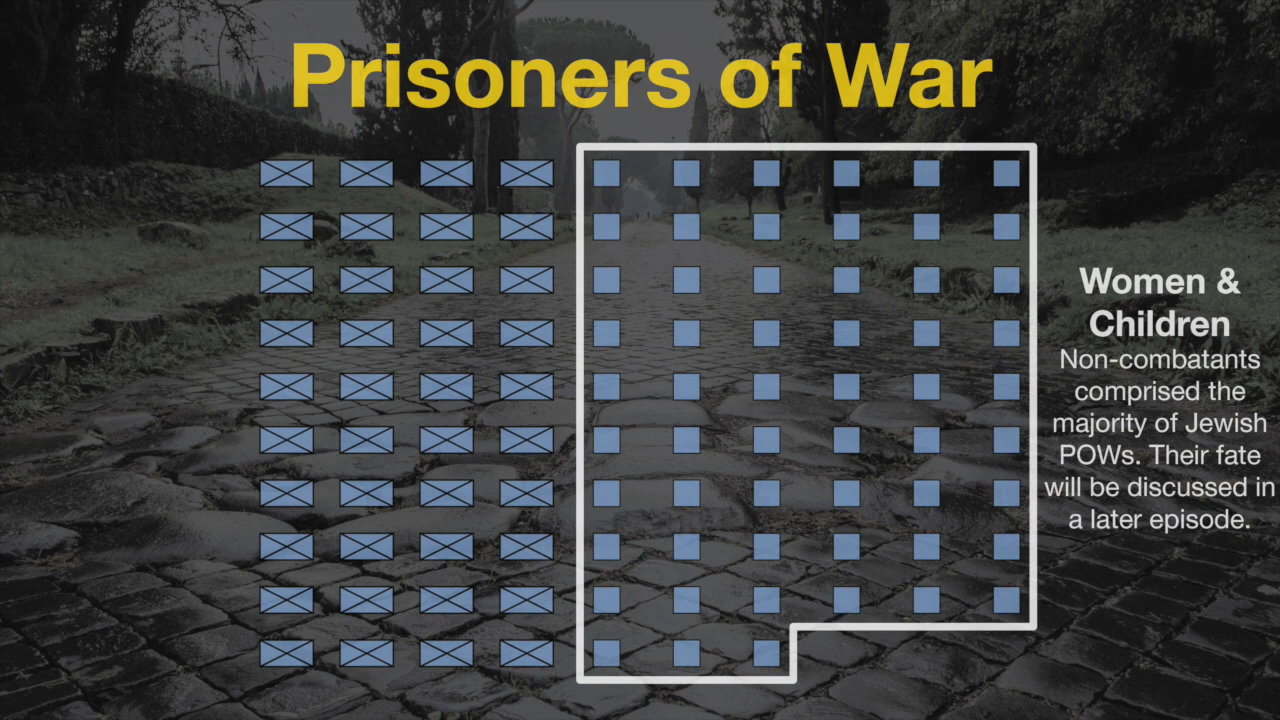 Prisoners of War
Women &
Children
Non-combatants
comprised the
majority of Jewish
POWs. Their fate
will be discussed in
a later episode.